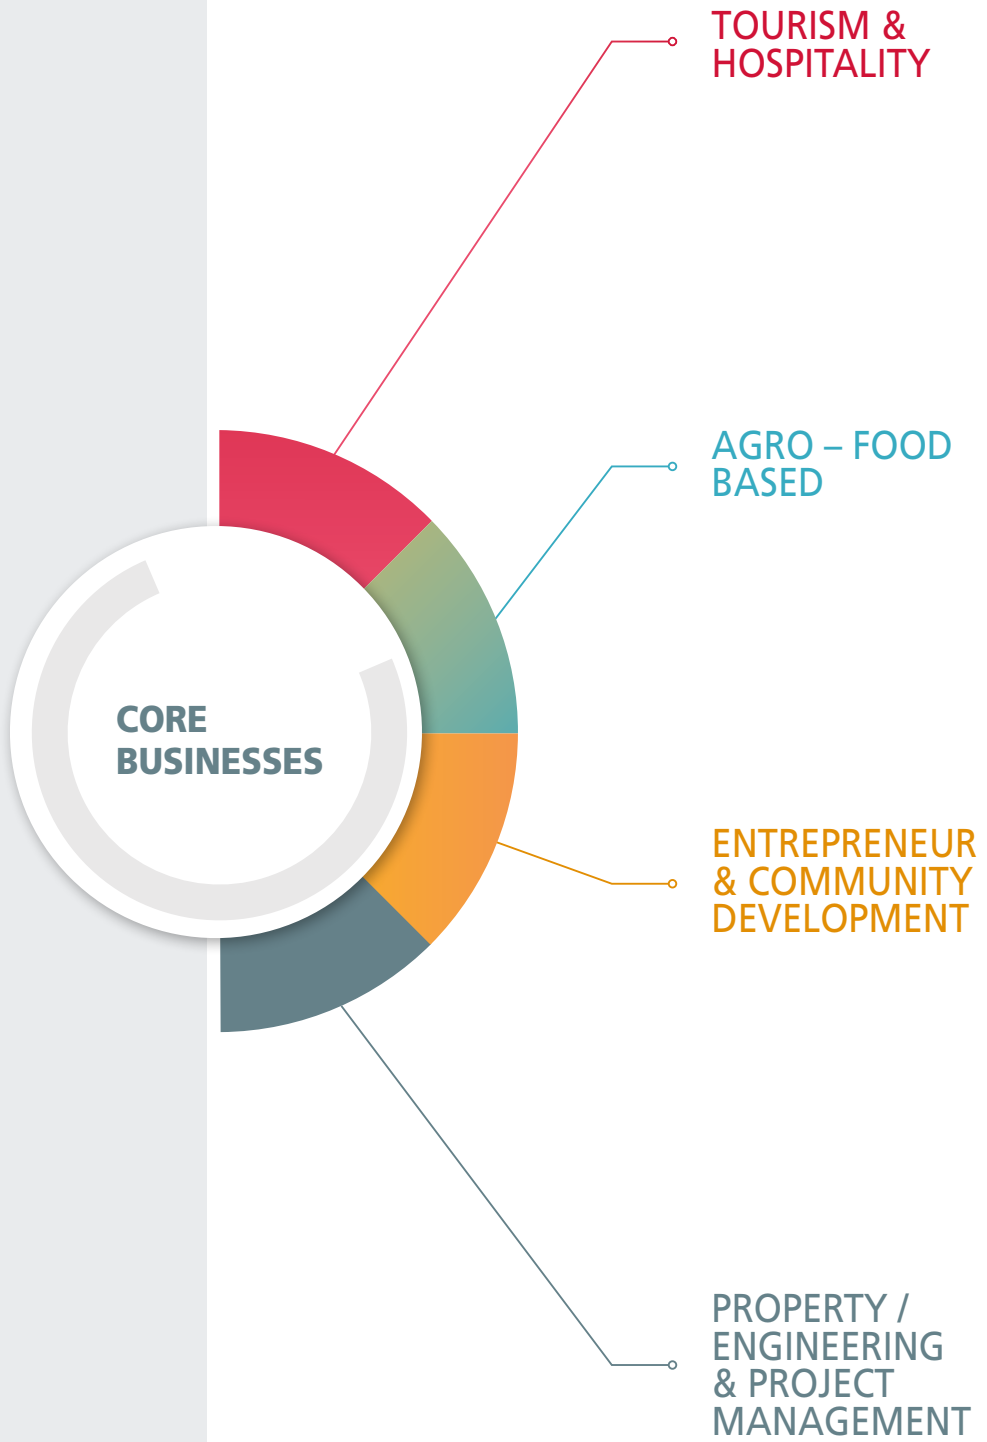 TOURISM &
HOSPITALITY
AGRO – FOOD
BASED
CORE
BUSINESSES
ENTREPRENEUR
& COMMUNITY
DEVELOPMENT
PROPERTY /
ENGINEERING
& PROJECT
MANAGEMENT